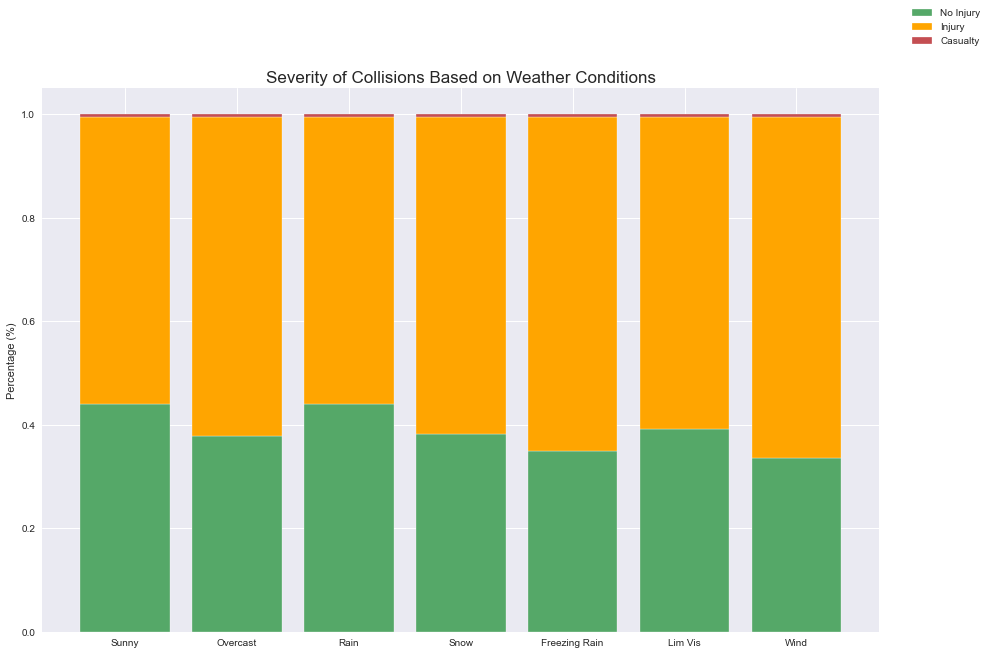 No Injury
Injury
Casualty
Severity of Collisions Based on Weather Conditions
Percentage (%)
1.0
0.8
0.6
0.4
0.2
0.0
Sunny Overcast Rain Snow Freezing Rain Lim Vis Wind